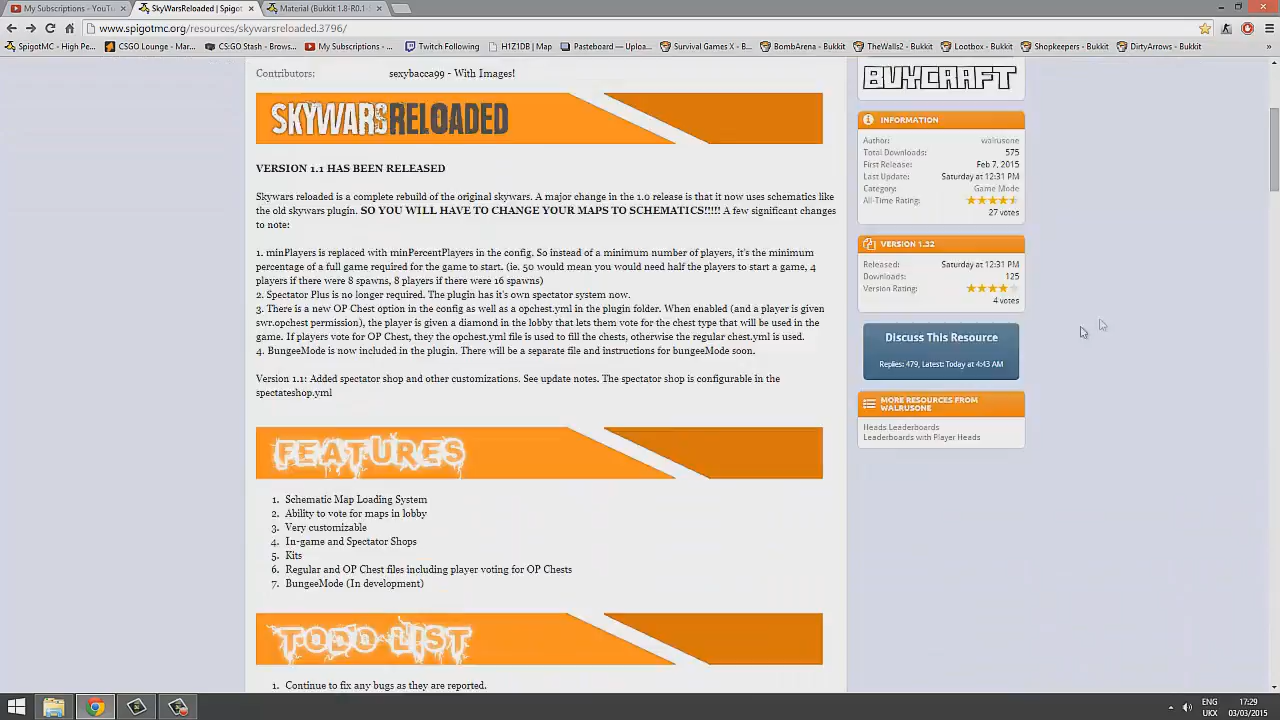 My Subscriptions - YouTu
SkyWarsReloaded | Spigot
Material (Bukkit 1.8-R0.1
www.spigotmc.org/resources/skywarsreloaded.3796/
SpigotMC - High Pe...
CSGO Lounge - Mar...
CS:GO Stash - Brows...
My Subscriptions - ...
Twitch Following
H1Z1DB | Map
Pasteboard — Uploa...
Survival Games X - B...
BombArena - Bukkit
TheWalls2 - Bukkit
Lootbox - Bukkit
Shopkeepers - Bukkit
DirtyArrows - Bukkit
»
Contributors: sexybacca99 - With Images!
SKYWARSRELOADED
VERSION 1.1 HAS BEEN RELEASED
Skywars reloaded is a complete rebuild of the original skywars. A major change in the 1.0 release is that it now uses schematics like
the old skywars plugin. SO YOU WILL HAVE TO CHANGE YOUR MAPS TO SCHEMATICS!!!!! A few significant changes
to note:
1. minPlayers is replaced with minPercentPlayers in the config. So instead of a minimum number of players, it's the minimum
percentage of a full game required for the game to start. (ie. 50 would mean you would need half the players to start a game, 4
players if there were 8 spawns, 8 players if there were 16 spawns)
2. Spectator Plus is no longer required. The plugin has it's own spectator system now.
3. There is a new OP Chest option in the config as well as a opchest.yml in the plugin folder. When enabled (and a player is given
swr.opchest permission), the player is given a diamond in the lobby that lets them vote for the chest type that will be used in the
game. If players vote for OP Chest, they the opchest.yml file is used to fill the chests, otherwise the regular chest.yml is used.
4. BungeeMode is now included in the plugin. There will be a separate file and instructions for bungeeMode soon.
Version 1.1: Added spectator shop and other customizations. See update notes. The spectator shop is configurable in the
spectateshop.yml
FEATURES
1. Schematic Map Loading System
2. Ability to vote for maps in lobby
3. Very customizable
4. In-game and Spectator Shops
5. Kits
6. Regular and OP Chest files including player voting for OP Chests
7. BungeeMode (In development)
TODO LIST
1. Continue to fix any bugs as they are reported.
BUYCRAFT
INFORMATION
Author: walrusone
Total Downloads: 575
First Release: Feb 7, 2015
Last Update: Saturday at 12:31 PM
Category: Game Mode
All-Time Rating:
27 votes
VERSION 1.32
Released: Saturday at 12:31 PM
Downloads: 125
Version Rating:
4 votes
Discuss This Resource
Replies: 479, Latest: Today at 4:43 AM
MORE RESOURCES FROM
WALRUSONE
Heads Leaderboards
Leaderboards with Player Heads
ENG
UKX
17:29
03/03/2015